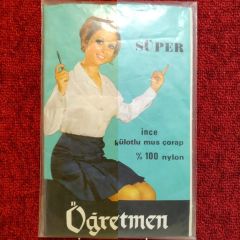 SÜPER
ince
külotlu mus çorap
% 100 nylon
Öğretmen